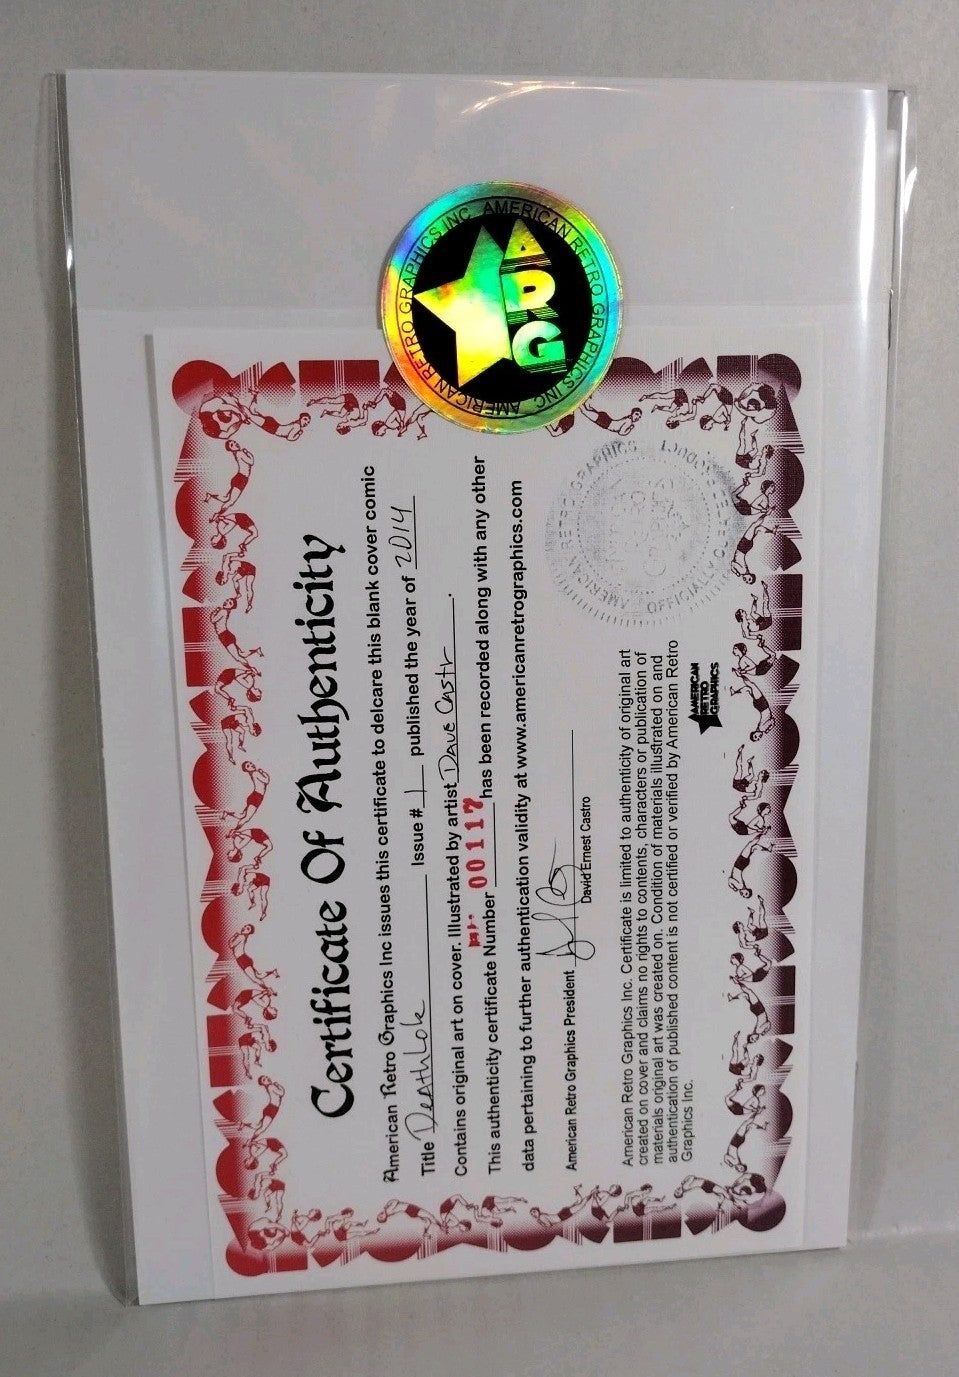 AMERICAN RETRO GRAPHICS INC. AMERICAN RETRO GRAPHICS INC.
ARG
Certificate Of Authenticity
American Retro Graphics Inc issues this certificate to delcare this blank cover comic
Title Deathlok Issue # 1 published the year of 2014
Contains original art on cover. Illustrated by artist Dave Castr.
This authenticity certificate Number 00117 has been recorded along with any other
data pertaining to further authentication validity at www.americanretrographics.com
American Retro Graphics President
David Ernest Castro
AMERICAN RETRO GRAPHICS
OFFICIALLY
American Retro Graphics Inc. Certificate is limited to authenticity of original art
created on cover and claims no rights to contents, characters or publication of
materials original art was created on. Condition of materials illustrated on and
authentication of published content is not certified or verified by American Retro
Graphics Inc.
AMERICAN
RETRO
GRAPHICS